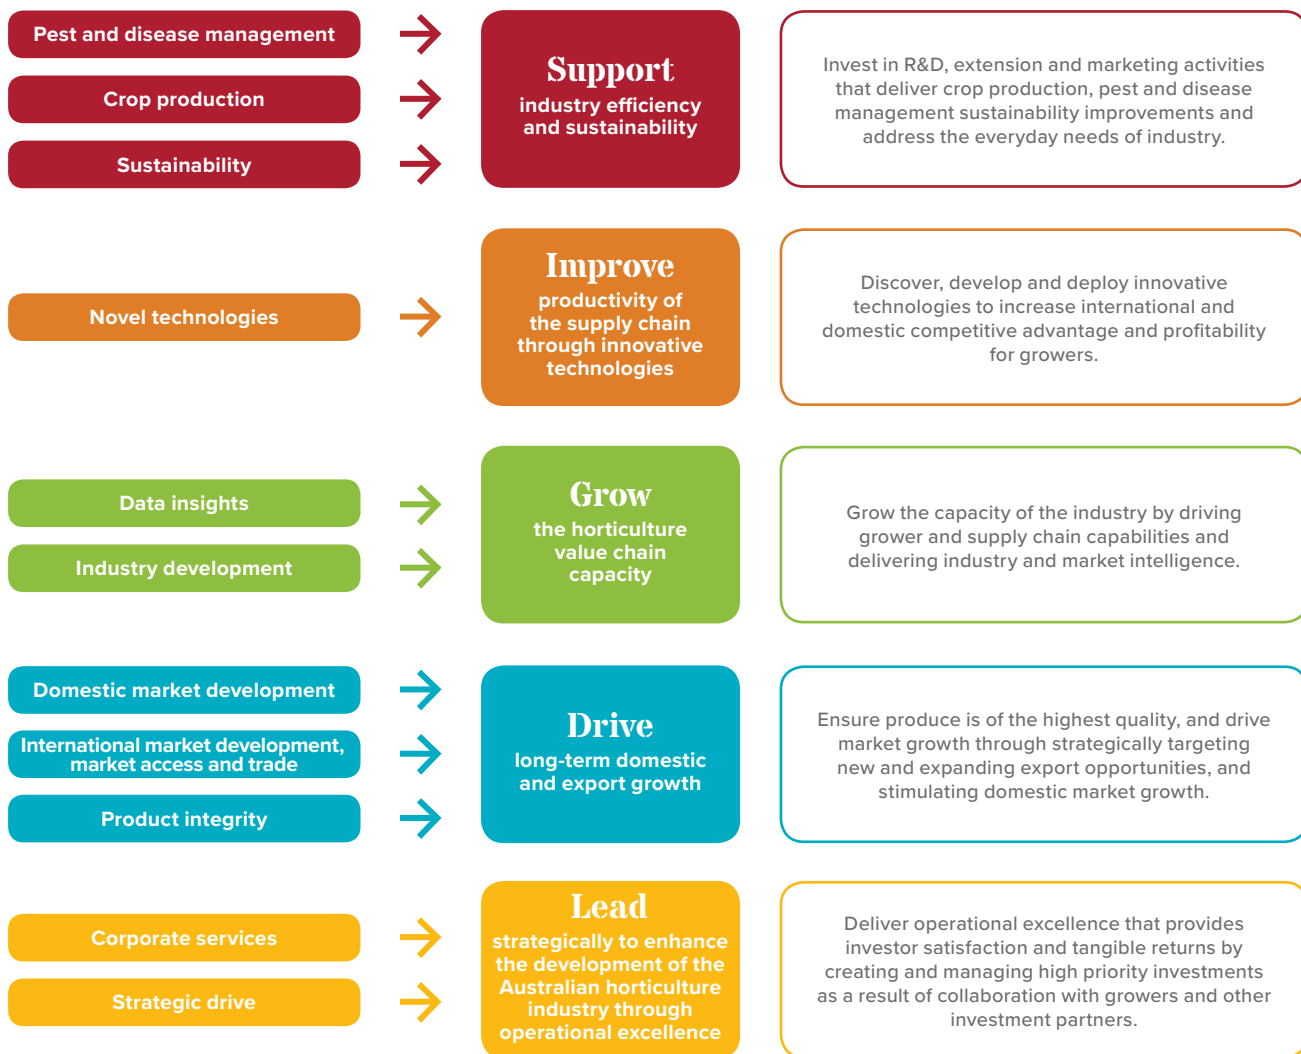 Pest and disease management
Crop production
Sustainability
Support
industry efficiency
and sustainability
Invest in R&D, extension and marketing activities
that deliver crop production, pest and disease
management sustainability improvements and
address the everyday needs of industry.
Novel technologies
Improve
productivity of
the supply chain
through innovative
technologies
Discover, develop and deploy innovative
technologies to increase international and
domestic competitive advantage and profitability
for growers.
Data insights
Industry development
Grow
the horticulture
value chain
capacity
Grow the capacity of the industry by driving
grower and supply chain capabilities and
delivering industry and market intelligence.
Domestic market development
International market development,
market access and trade
Product integrity
Drive
long-term domestic
and export growth
Ensure produce is of the highest quality, and drive
market growth through strategically targeting
new and expanding export opportunities, and
stimulating domestic market growth.
Corporate services
Strategic drive
Lead
strategically to enhance
the development of the
Australian horticulture
industry through
operational excellence
Deliver operational excellence that provides
investor satisfaction and tangible returns by
creating and managing high priority investments
as a result of collaboration with growers and other
investment partners.